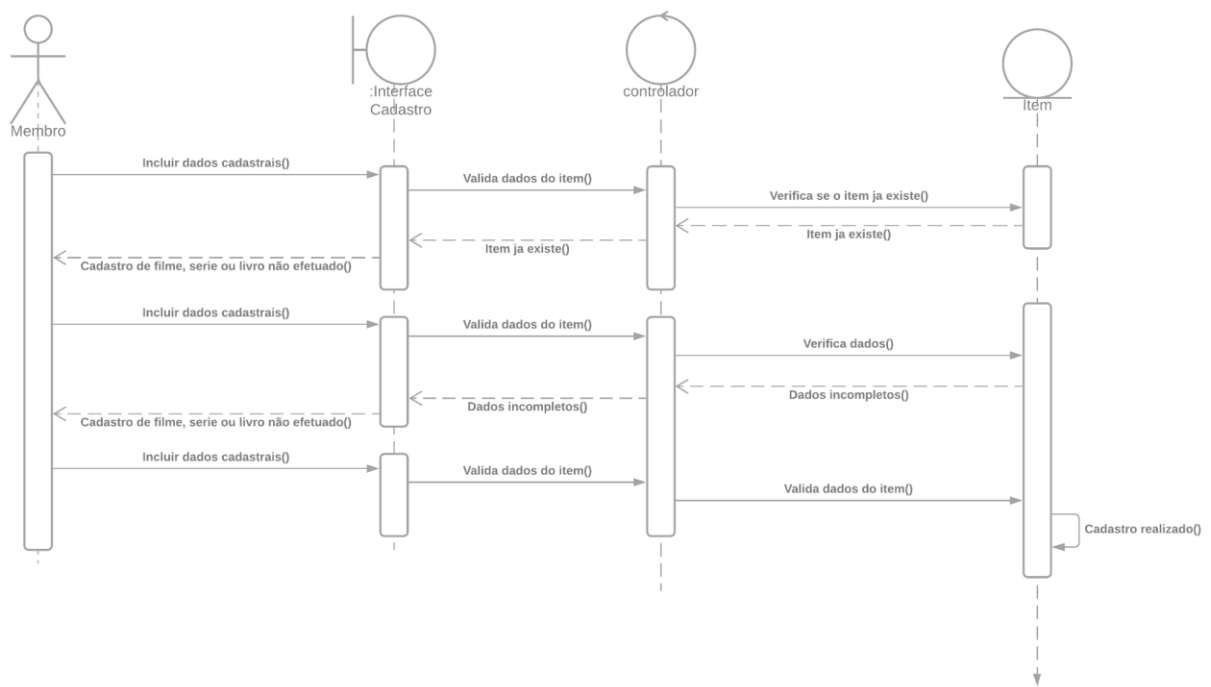 Membro
:Interface
Cadastro
controlador
Item
Incluir dados cadastrais()
Valida dados do item()
Verifica se o item ja existe()
Item ja existe()
Item ja existe()
Cadastro de filme, serie ou livro não efetuado()
Incluir dados cadastrais()
Valida dados do item()
Verifica dados()
Dados incompletos()
Dados incompletos()
Cadastro de filme, serie ou livro não efetuado()
Incluir dados cadastrais()
Valida dados do item()
Valida dados do item()
Cadastro realizado()